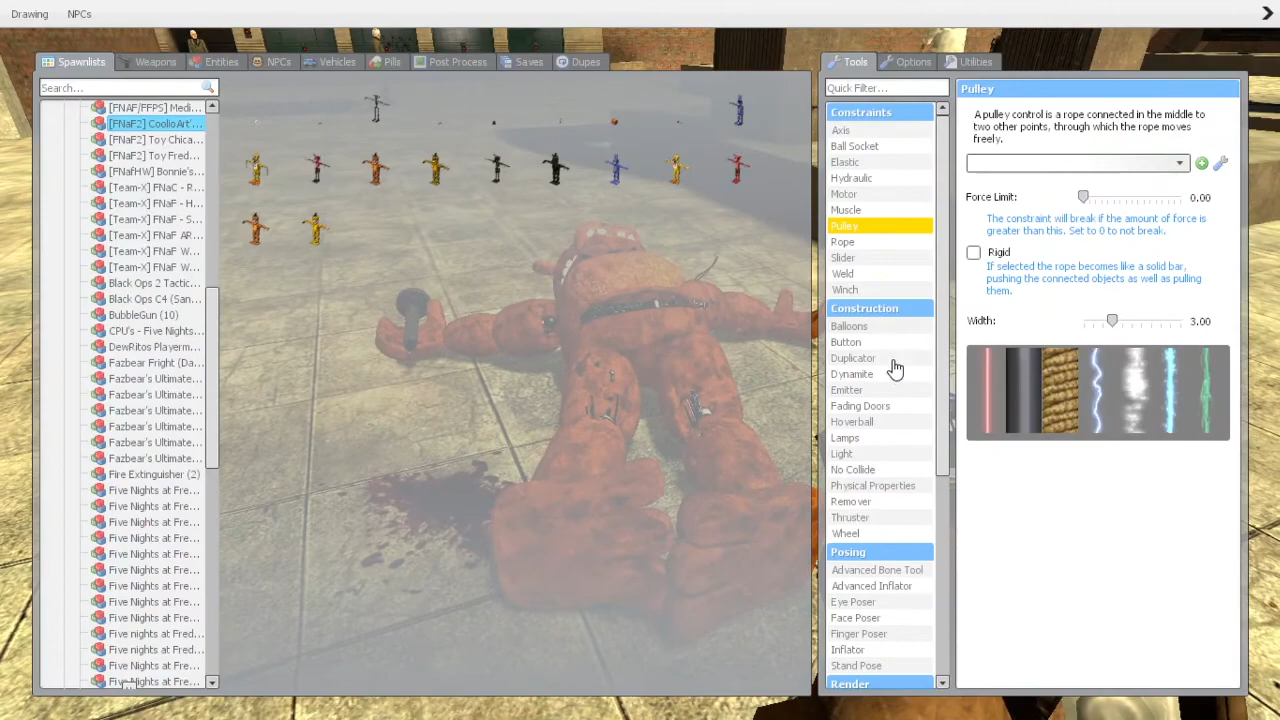 Drawing NPCs
Spawnlists Weapons Entities NPCs Vehicles Pills Post Process Saves Dupes
Search...
[FNAF/FFPS] Medi...
[FNaF2] CoolioArt'...
[FNaF2] Toy Chica...
[FNaF2] Toy Fred...
[FNafHW] Bonnie's...
[Team-X] FNaC - R...
[Team-X] FNaF - H...
[Team-X] FNaF - S...
[Team-X] FNaF AR...
[Team-X] FNaF W...
[Team-X] FNaF W...
Black Ops 2 Tactic...
Black Ops C4 (San...
BubbleGun (10)
CPU's - Five Nights...
DewRitos Playerm...
Fazbear Fright (Da...
Fazbear's Ultimate...
Fazbear's Ultimate...
Fazbear's Ultimate...
Fazbear's Ultimate...
Fazbear's Ultimate...
Fazbear's Ultimate...
Fire Extinguisher (2)
Five Nights at Fre...
Five Nights at Fre...
Five Nights at Fre...
Five Nights at Fre...
Five Nights at Fre...
Five Nights at Fre...
Five Nights at Fre...
Five Nights at Fre...
Five Nights at Fre...
Five nights at Fred...
Five nights at Fred...
Five Nights at Fre...
Five Nights at Fre...
Tools Options Utilities
Quick Filter...
Constraints
Axis
Ball Socket
Elastic
Hydraulic
Motor
Muscle
Pulley
Rope
Slider
Weld
Winch
Construction
Balloons
Button
Duplicator
Dynamite
Emitter
Fading Doors
Hoverball
Lamps
Light
No Collide
Physical Properties
Remover
Thruster
Wheel
Posing
Advanced Bone Tool
Advanced Inflator
Eye Poser
Face Poser
Finger Poser
Inflator
Stand Pose
Render
Pulley
A pulley control is a rope connected in the middle to
two other points, through which the rope moves
freely.
Force Limit: 0.00
The constraint will break if the amount of force is
greater than this. Set to 0 to not break.
Rigid
If selected the rope becomes like a solid bar,
pushing the connected objects as well as pulling
them.
Width: 3.00